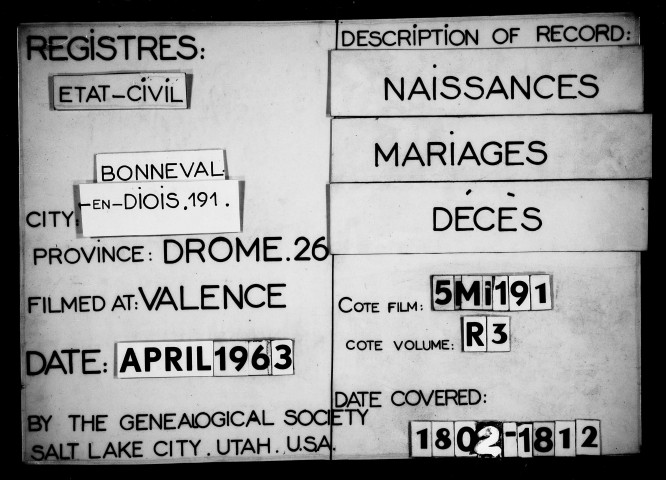 REGISTRES:
ETAT-CIVIL
BONNEVAL
-EN-DIOIS.191.
CITY.
PROVINCE: DROME.26
FILMED AT: VALENCE
DATE: APRIL 1963
BY THE GENEALOGICAL SOCIETY
SALT LAKE CITY. UTAH. U.S.A.
DESCRIPTION OF RECORD:
NAISSANCES
MARIAGES
DÉCÈS
COTE FILM: 5Mi191
COTE VOLUME: R3
DATE COVERED:
1802-1812